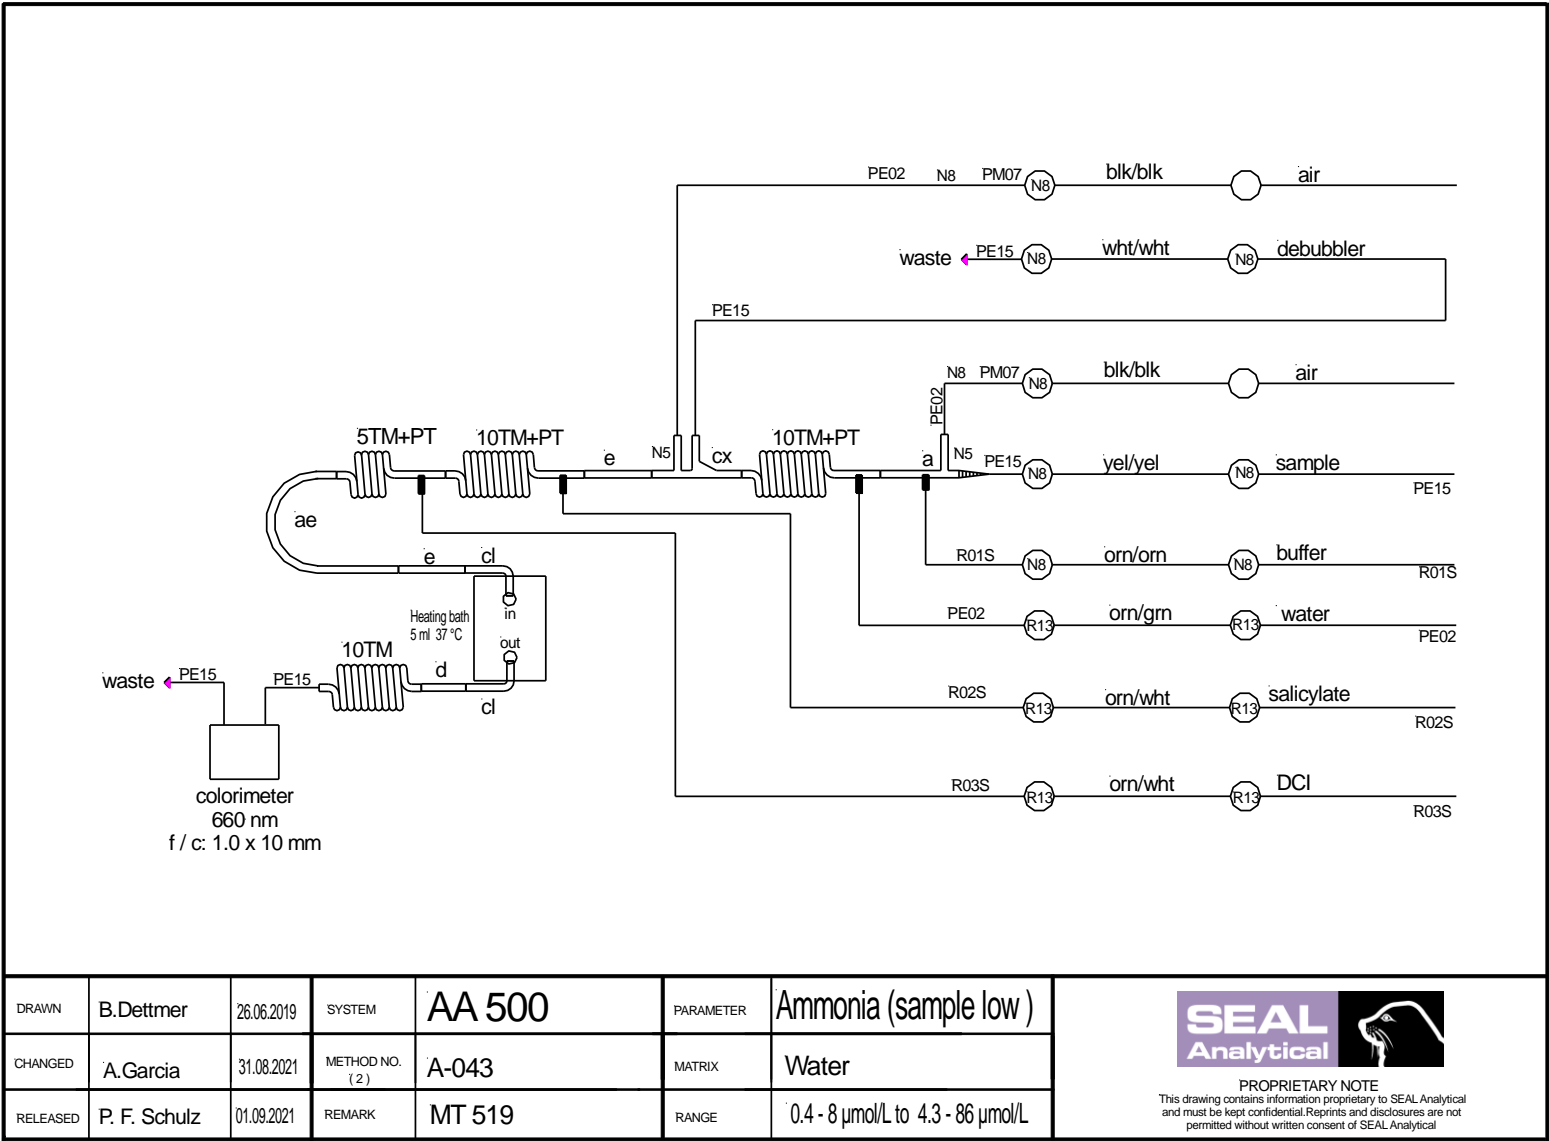 PE02 N8 PM07 N8 blk/blk air
waste PE15 N8 wht/wht N8 debubbler
PE15
N8 PM07 N8 blk/blk air
PE02
5TM+PT 10TM+PT e N5 cx 10TM+PT a N5 PE15 N8 yel/yel N8 sample
PE15
ae
e cl
R01S N8 orn/orn N8 buffer
R01S
in
Heating bath
5 ml 37 °C
out
PE02 R13 orn/grn R13 water
PE02
10TM
d
cl
waste PE15 PE15
R02S R13 orn/wht R13 salicylate
R02S
R03S R13 orn/wht R13 DCI
R03S
colorimeter
660 nm
f / c: 1.0 x 10 mm
DRAWN B.Dettmer 26.06.2019 SYSTEM AA 500 PARAMETER Ammonia (sample low )
CHANGED A.Garcia 31.08.2021 METHOD NO. ( 2 ) A-043 MATRIX Water
RELEASED P. F. Schulz 01.09.2021 REMARK MT 519 RANGE 0.4 - 8 µmol/L to 4.3 - 86 µmol/L
SEAL
Analytical
PROPRIETARY NOTE
This drawing contains information proprietary to SEAL Analytical
and must be kept confidential.Reprints and disclosures are not
permitted without written consent of SEAL Analytical